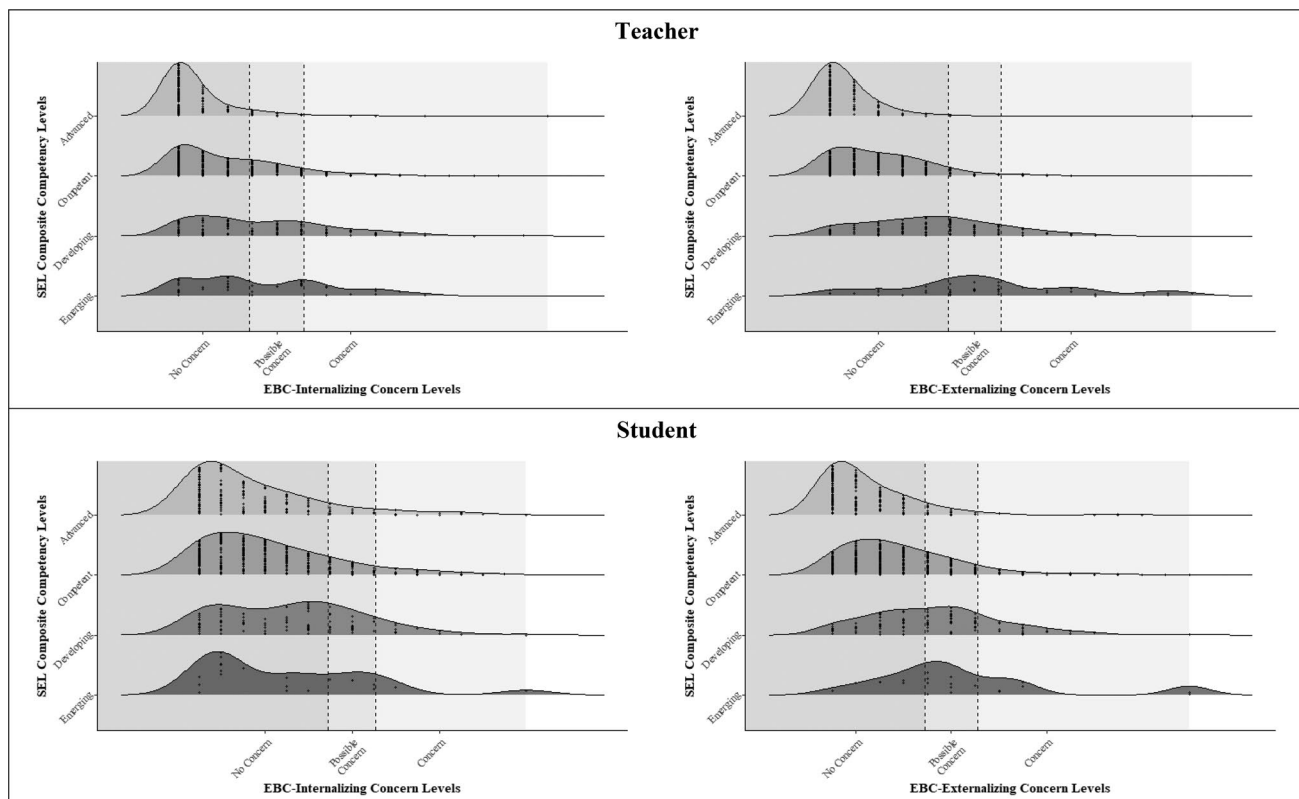 Teacher
SEL Composite Competency Levels
Advanced
Competent
Developing
Emerging
No Concern
Possible
Concern
Concern
EBC-Internalizing Concern Levels
SEL Composite Competency Levels
Advanced
Competent
Developing
Emerging
No Concern
Possible
Concern
Concern
EBC-Externalizing Concern Levels
Student
SEL Composite Competency Levels
Advanced
Competent
Developing
Emerging
No Concern
Possible
Concern
Concern
EBC-Internalizing Concern Levels
SEL Composite Competency Levels
Advanced
Competent
Developing
Emerging
No Concern
Possible
Concern
Concern
EBC-Externalizing Concern Levels